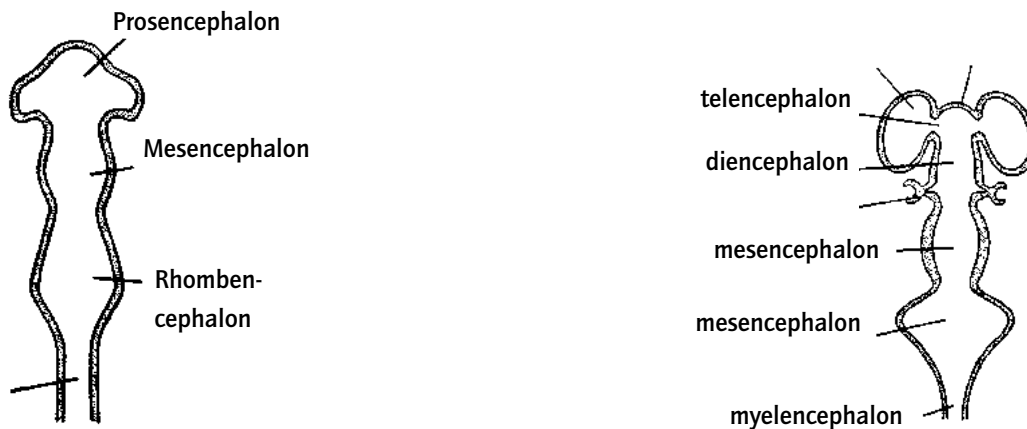 Prosencephalon
Mesencephalon
Rhomben-
cephalon
telencephalon
diencephalon
mesencephalon
mesencephalon
myelencephalon